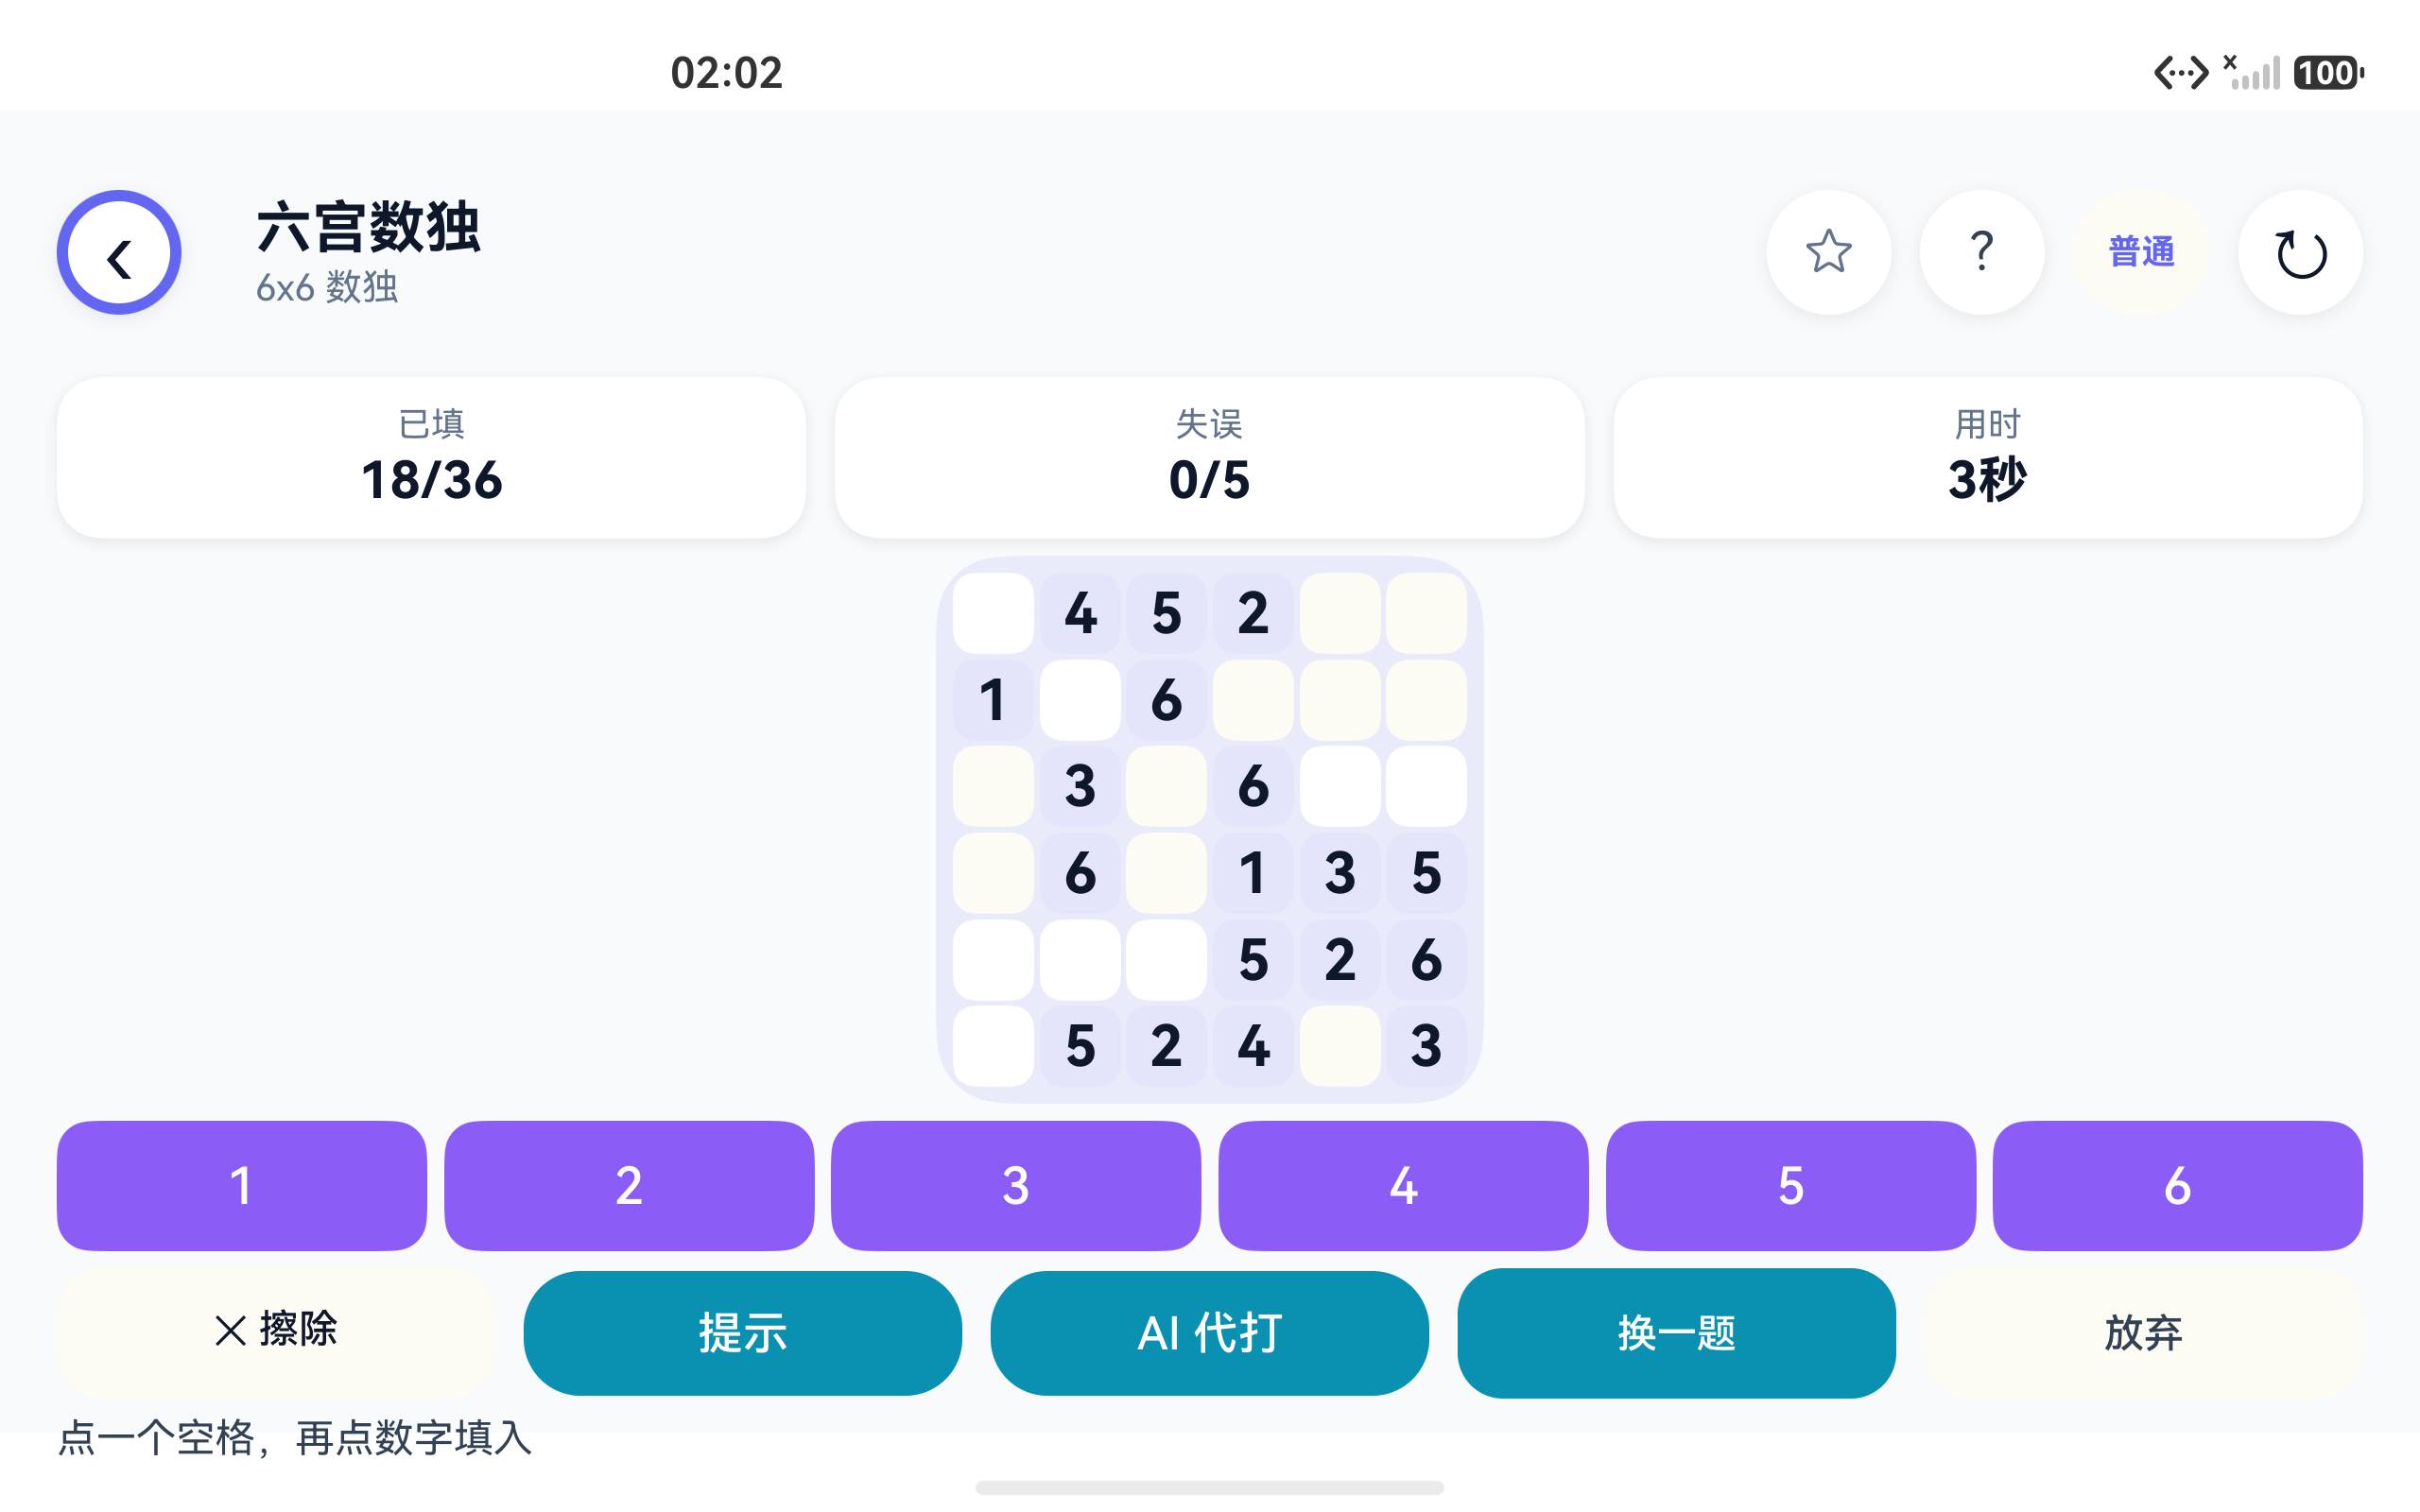 02:02
100
六宫数独
6x6 数独
?
普通
已填
18/36
失误
0/5
用时
3秒
4 5 2
1 6
3 6
6 1 3 5
5 2 6
5 2 4 3
1 2 3 4 5 6
× 擦除 提示 AI 代打 换一题 放弃
点一个空格，再点数字填入